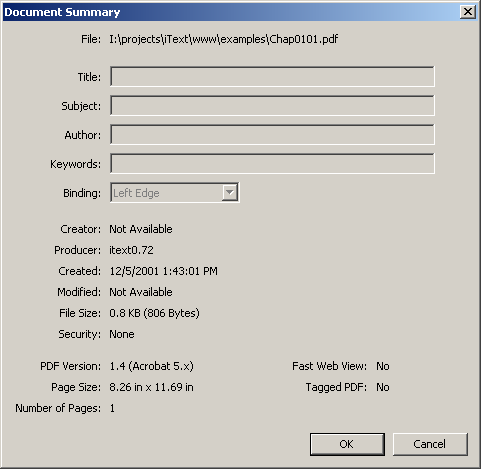 Document Summary
File: I:\projects\iText\www\examples\Chap0101.pdf
Title:
Subject:
Author:
Keywords:
Binding: Left Edge
Creator: Not Available
Producer: itext0.72
Created: 12/5/2001 1:43:01 PM
Modified: Not Available
File Size: 0.8 KB (806 Bytes)
Security: None
PDF Version: 1.4 (Acrobat 5.x) Fast Web View: No
Page Size: 8.26 in x 11.69 in Tagged PDF: No
Number of Pages: 1
OK Cancel